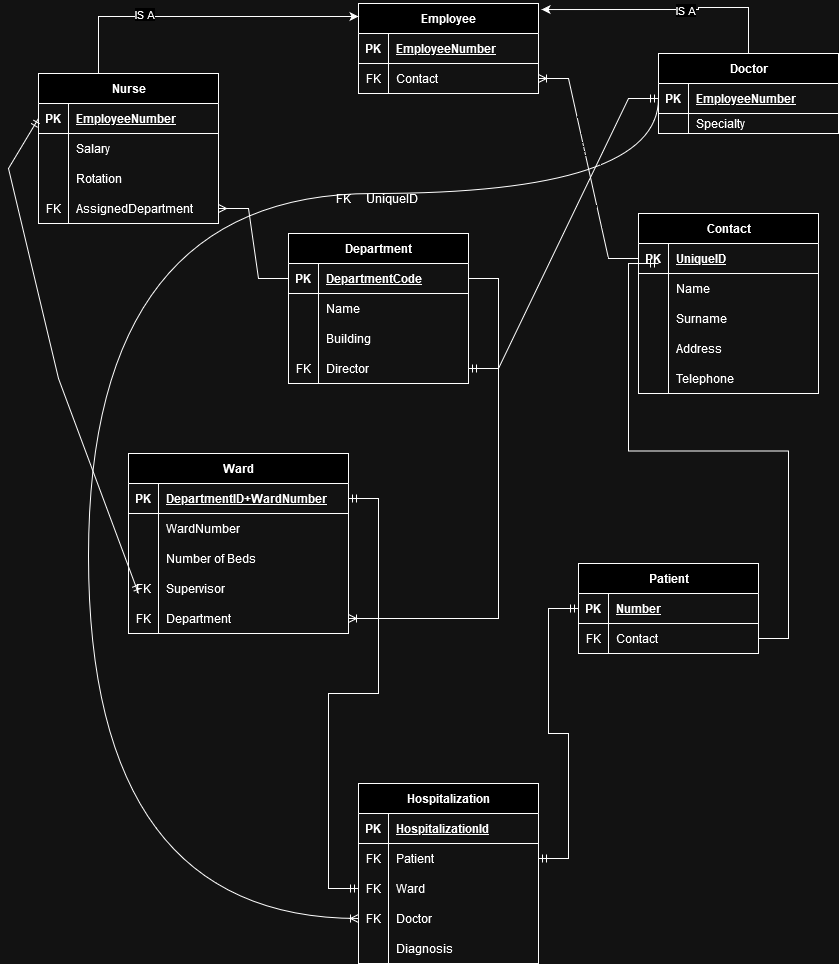 IS A
Employee
PK EmployeeNumber
FK Contact
IS A
Nurse
PK EmployeeNumber
Salary
Rotation
FK AssignedDepartment
Doctor
PK EmployeeNumber
Specialty
FK UniqueID
Department
PK DepartmentCode
Name
Building
FK Director
Contact
PK UniqueID
Name
Surname
Address
Telephone
Ward
PK DepartmentID+WardNumber
WardNumber
Number of Beds
FK Supervisor
FK Department
Patient
PK Number
FK Contact
Hospitalization
PK HospitalizationId
FK Patient
FK Ward
FK Doctor
Diagnosis